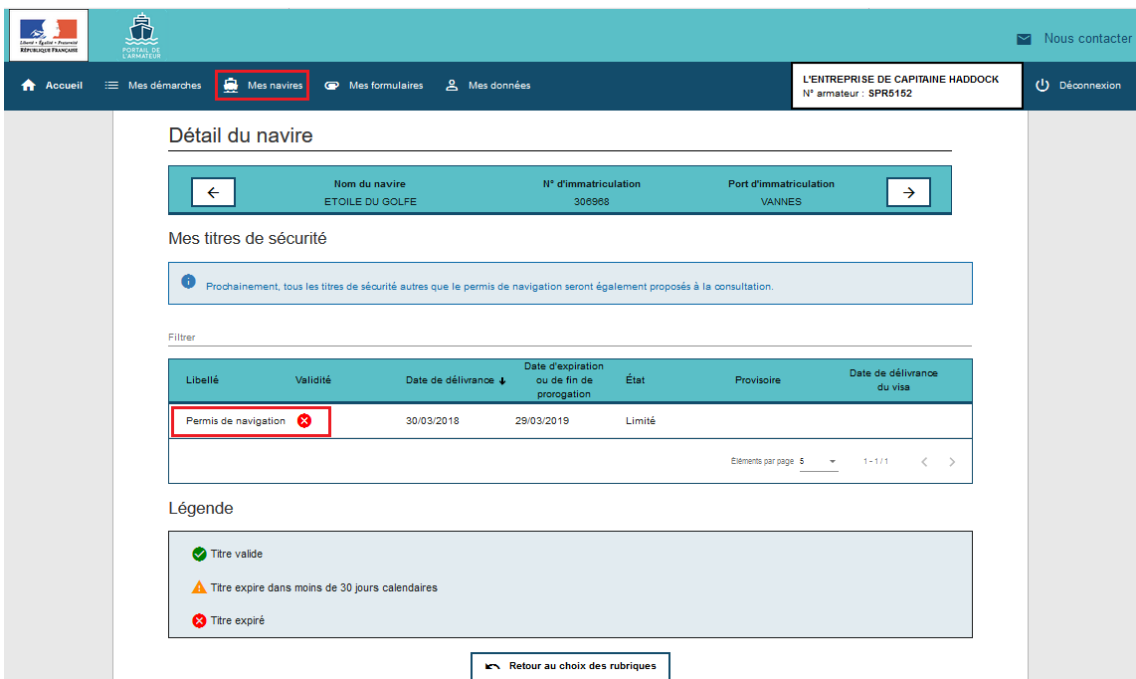 Liberté • Égalité • Fraternité
RÉPUBLIQUE FRANÇAISE
PORTAIL DE
L'ARMATEUR
Nous contacter
Accueil
Mes démarches
Mes navires
Mes formulaires
Mes données
L'ENTREPRISE DE CAPITAINE HADDOCK
N° armateur : SPR5152
Déconnexion
Détail du navire
Nom du navire
ETOILE DU GOLFE
N° d'immatriculation
306968
Port d'immatriculation
VANNES
Mes titres de sécurité
Prochainement, tous les titres de sécurité autres que le permis de navigation seront également proposés à la consultation.
Filtrer
Libellé
Validité
Date de délivrance
Date d'expiration
ou de fin de
prorogation
État
Provisoire
Date de délivrance
du visa
Permis de navigation
30/03/2018
29/03/2019
Limité
Éléments par page 5
1 - 1 / 1
Légende
Titre valide
Titre expire dans moins de 30 jours calendaires
Titre expiré
Retour au choix des rubriques